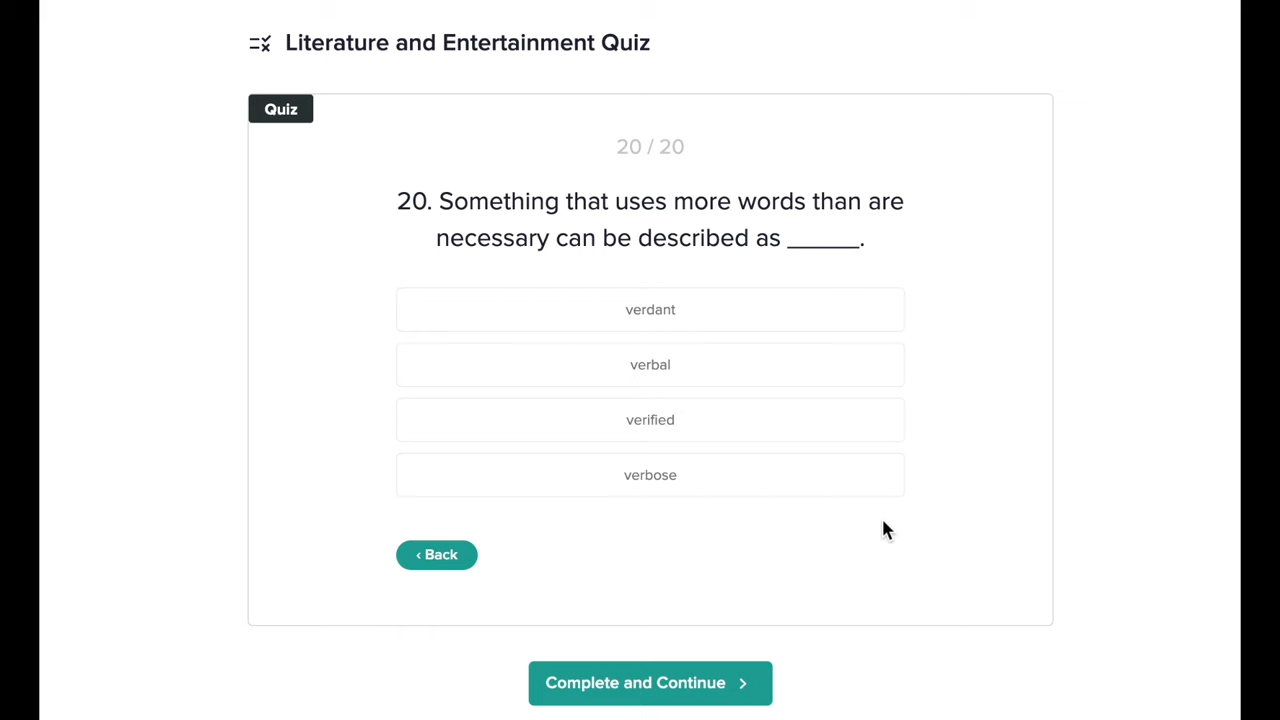 Literature and Entertainment Quiz
Quiz
20 / 20
20. Something that uses more words than are
necessary can be described as _____.
verdant
verbal
verified
verbose
‹ Back
Complete and Continue >